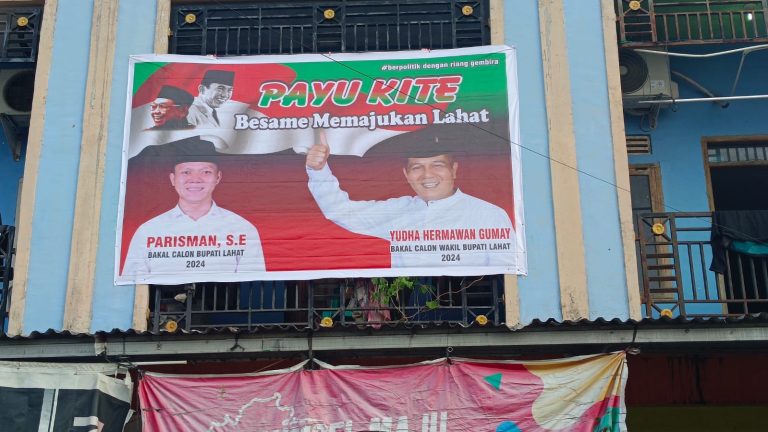 #berpolitik dengan riang gembira
PAYU KITE
Besame Memajukan Lahat
PARISMAN, S.E
BAKAL CALON BUPATI LAHAT
2024
YUDHA HERMAWAN GUMAY
BAKAL CALON WAKIL BUPATI LAHAT
2024